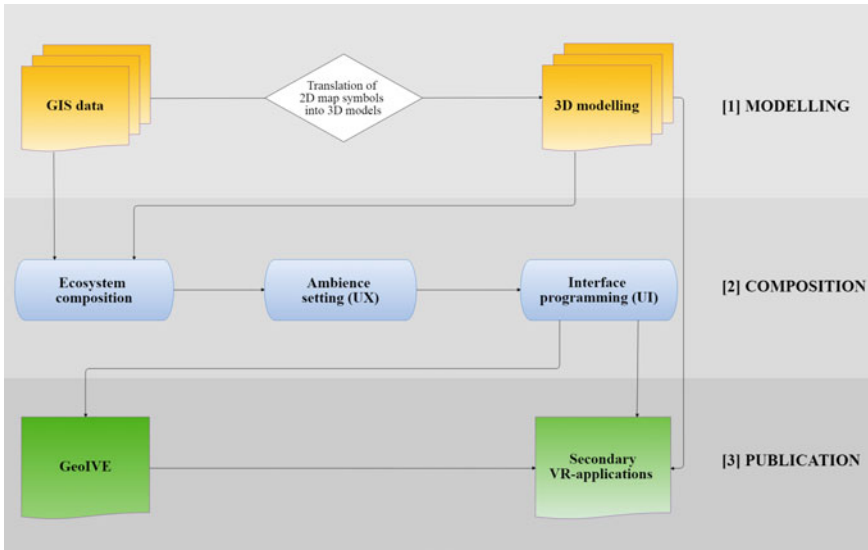 GIS data
Translation of
2D map symbols
into 3D models
3D modelling
[1] MODELLING
Ecosystem
composition
Ambience
setting (UX)
Interface
programming (UI)
[2] COMPOSITION
GeoIVE
Secondary
VR-applications
[3] PUBLICATION